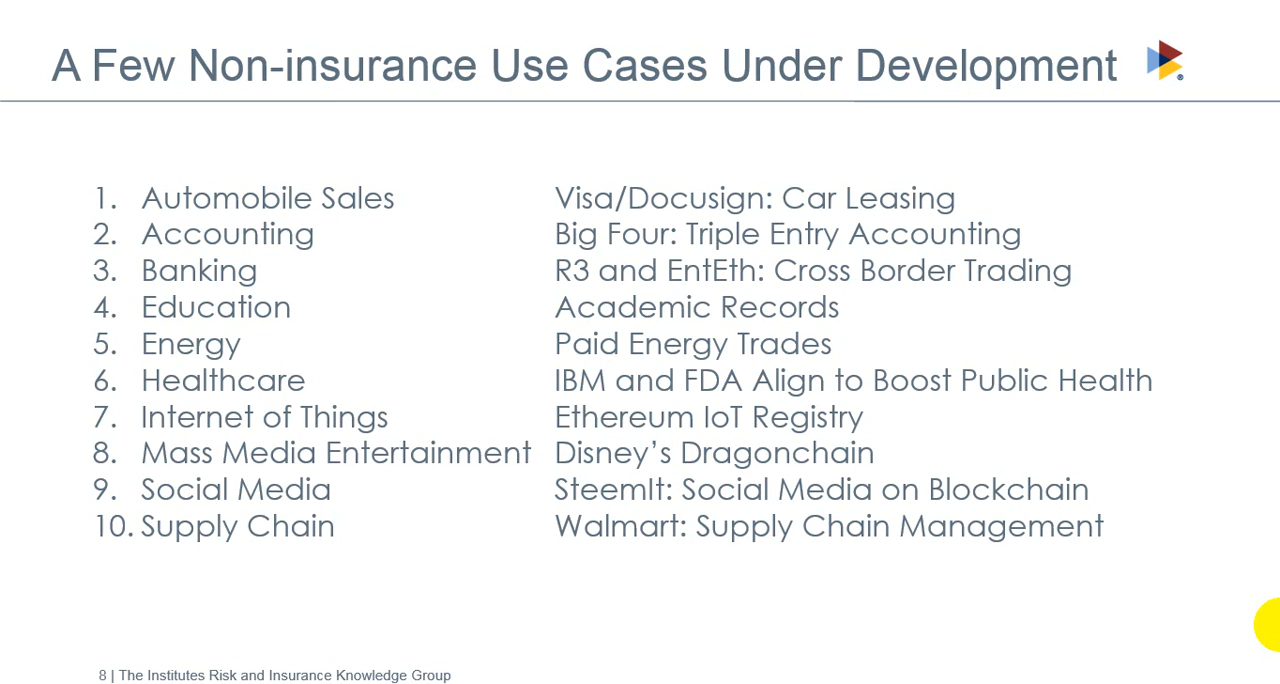 A Few Non-insurance Use Cases Under Development
1. Automobile Sales Visa/Docusign: Car Leasing
2. Accounting Big Four: Triple Entry Accounting
3. Banking R3 and EntEth: Cross Border Trading
4. Education Academic Records
5. Energy Paid Energy Trades
6. Healthcare IBM and FDA Align to Boost Public Health
7. Internet of Things Ethereum IoT Registry
8. Mass Media Entertainment Disney’s Dragonchain
9. Social Media SteemIt: Social Media on Blockchain
10. Supply Chain Walmart: Supply Chain Management
8 | The Institutes Risk and Insurance Knowledge Group